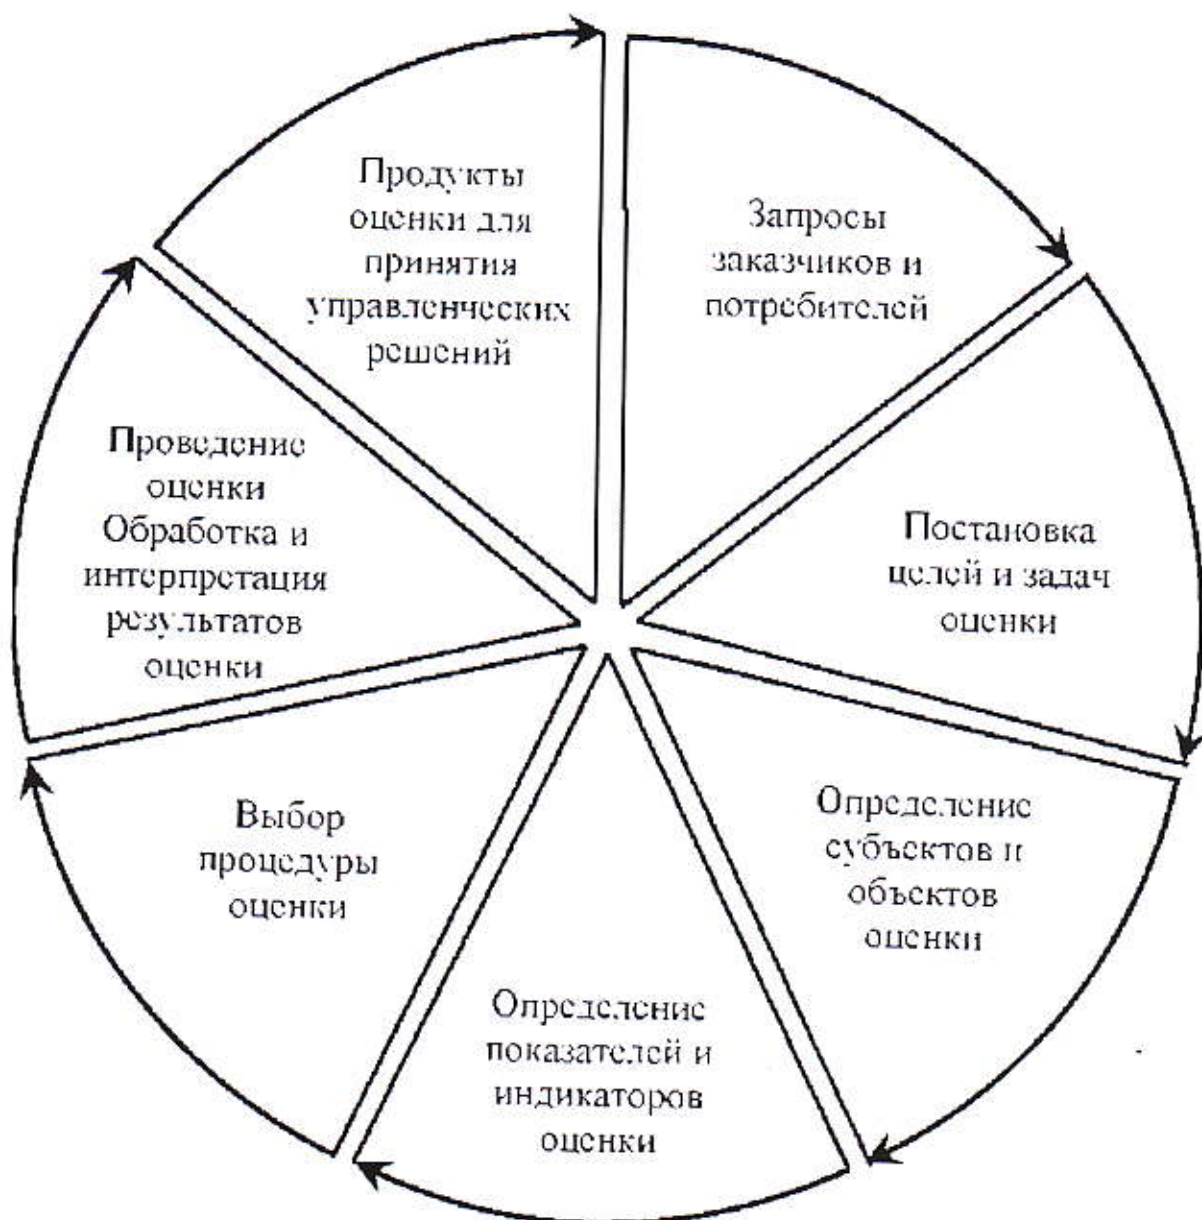 Запросы
заказчиков и
потребителей
Постановка
целей и задач
оценки
Определение
субъектов и
объектов
оценки
Определение
показателей и
индикаторов
оценки
Выбор
процедуры
оценки
Проведение
оценки
Обработка и
интерпретация
результатов
оценки
Продукты
оценки для
принятия
управленческих
решений